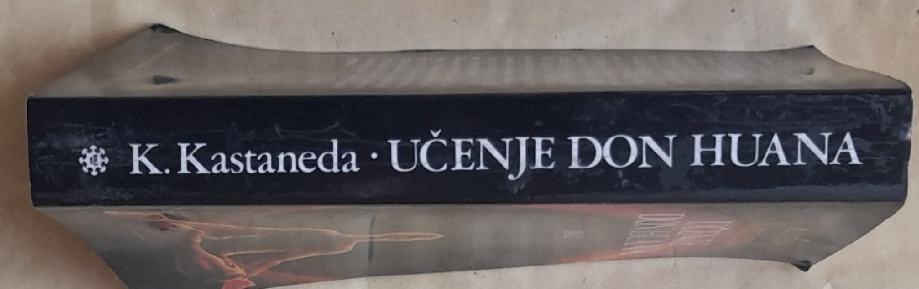 K. Kastaneda · UČENJE DON HUANA